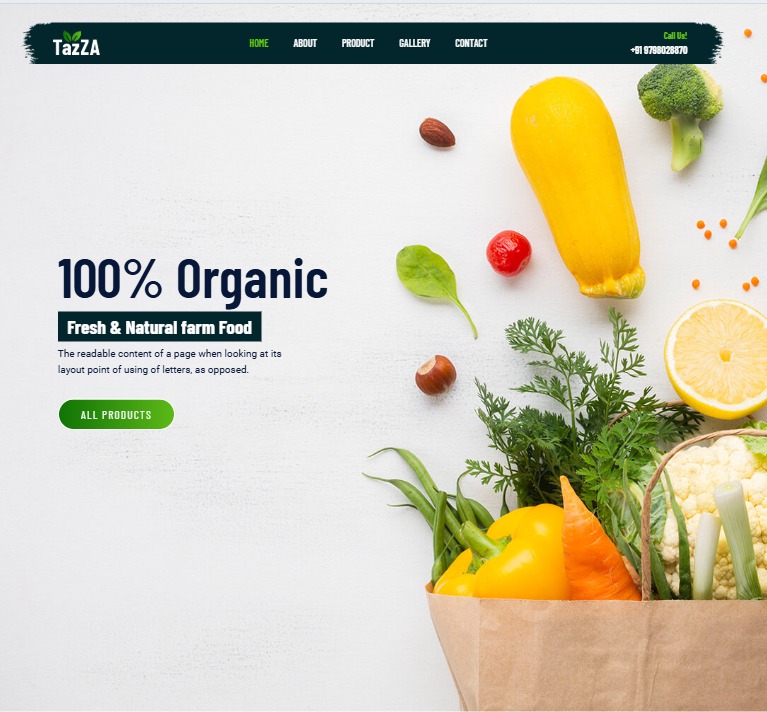 TazZA
HOME ABOUT PRODUCT GALLERY CONTACT
Call Us!
+91 9798028870
100% Organic
Fresh & Natural farm Food
The readable content of a page when looking at its
layout point of using of letters, as opposed.
ALL PRODUCTS